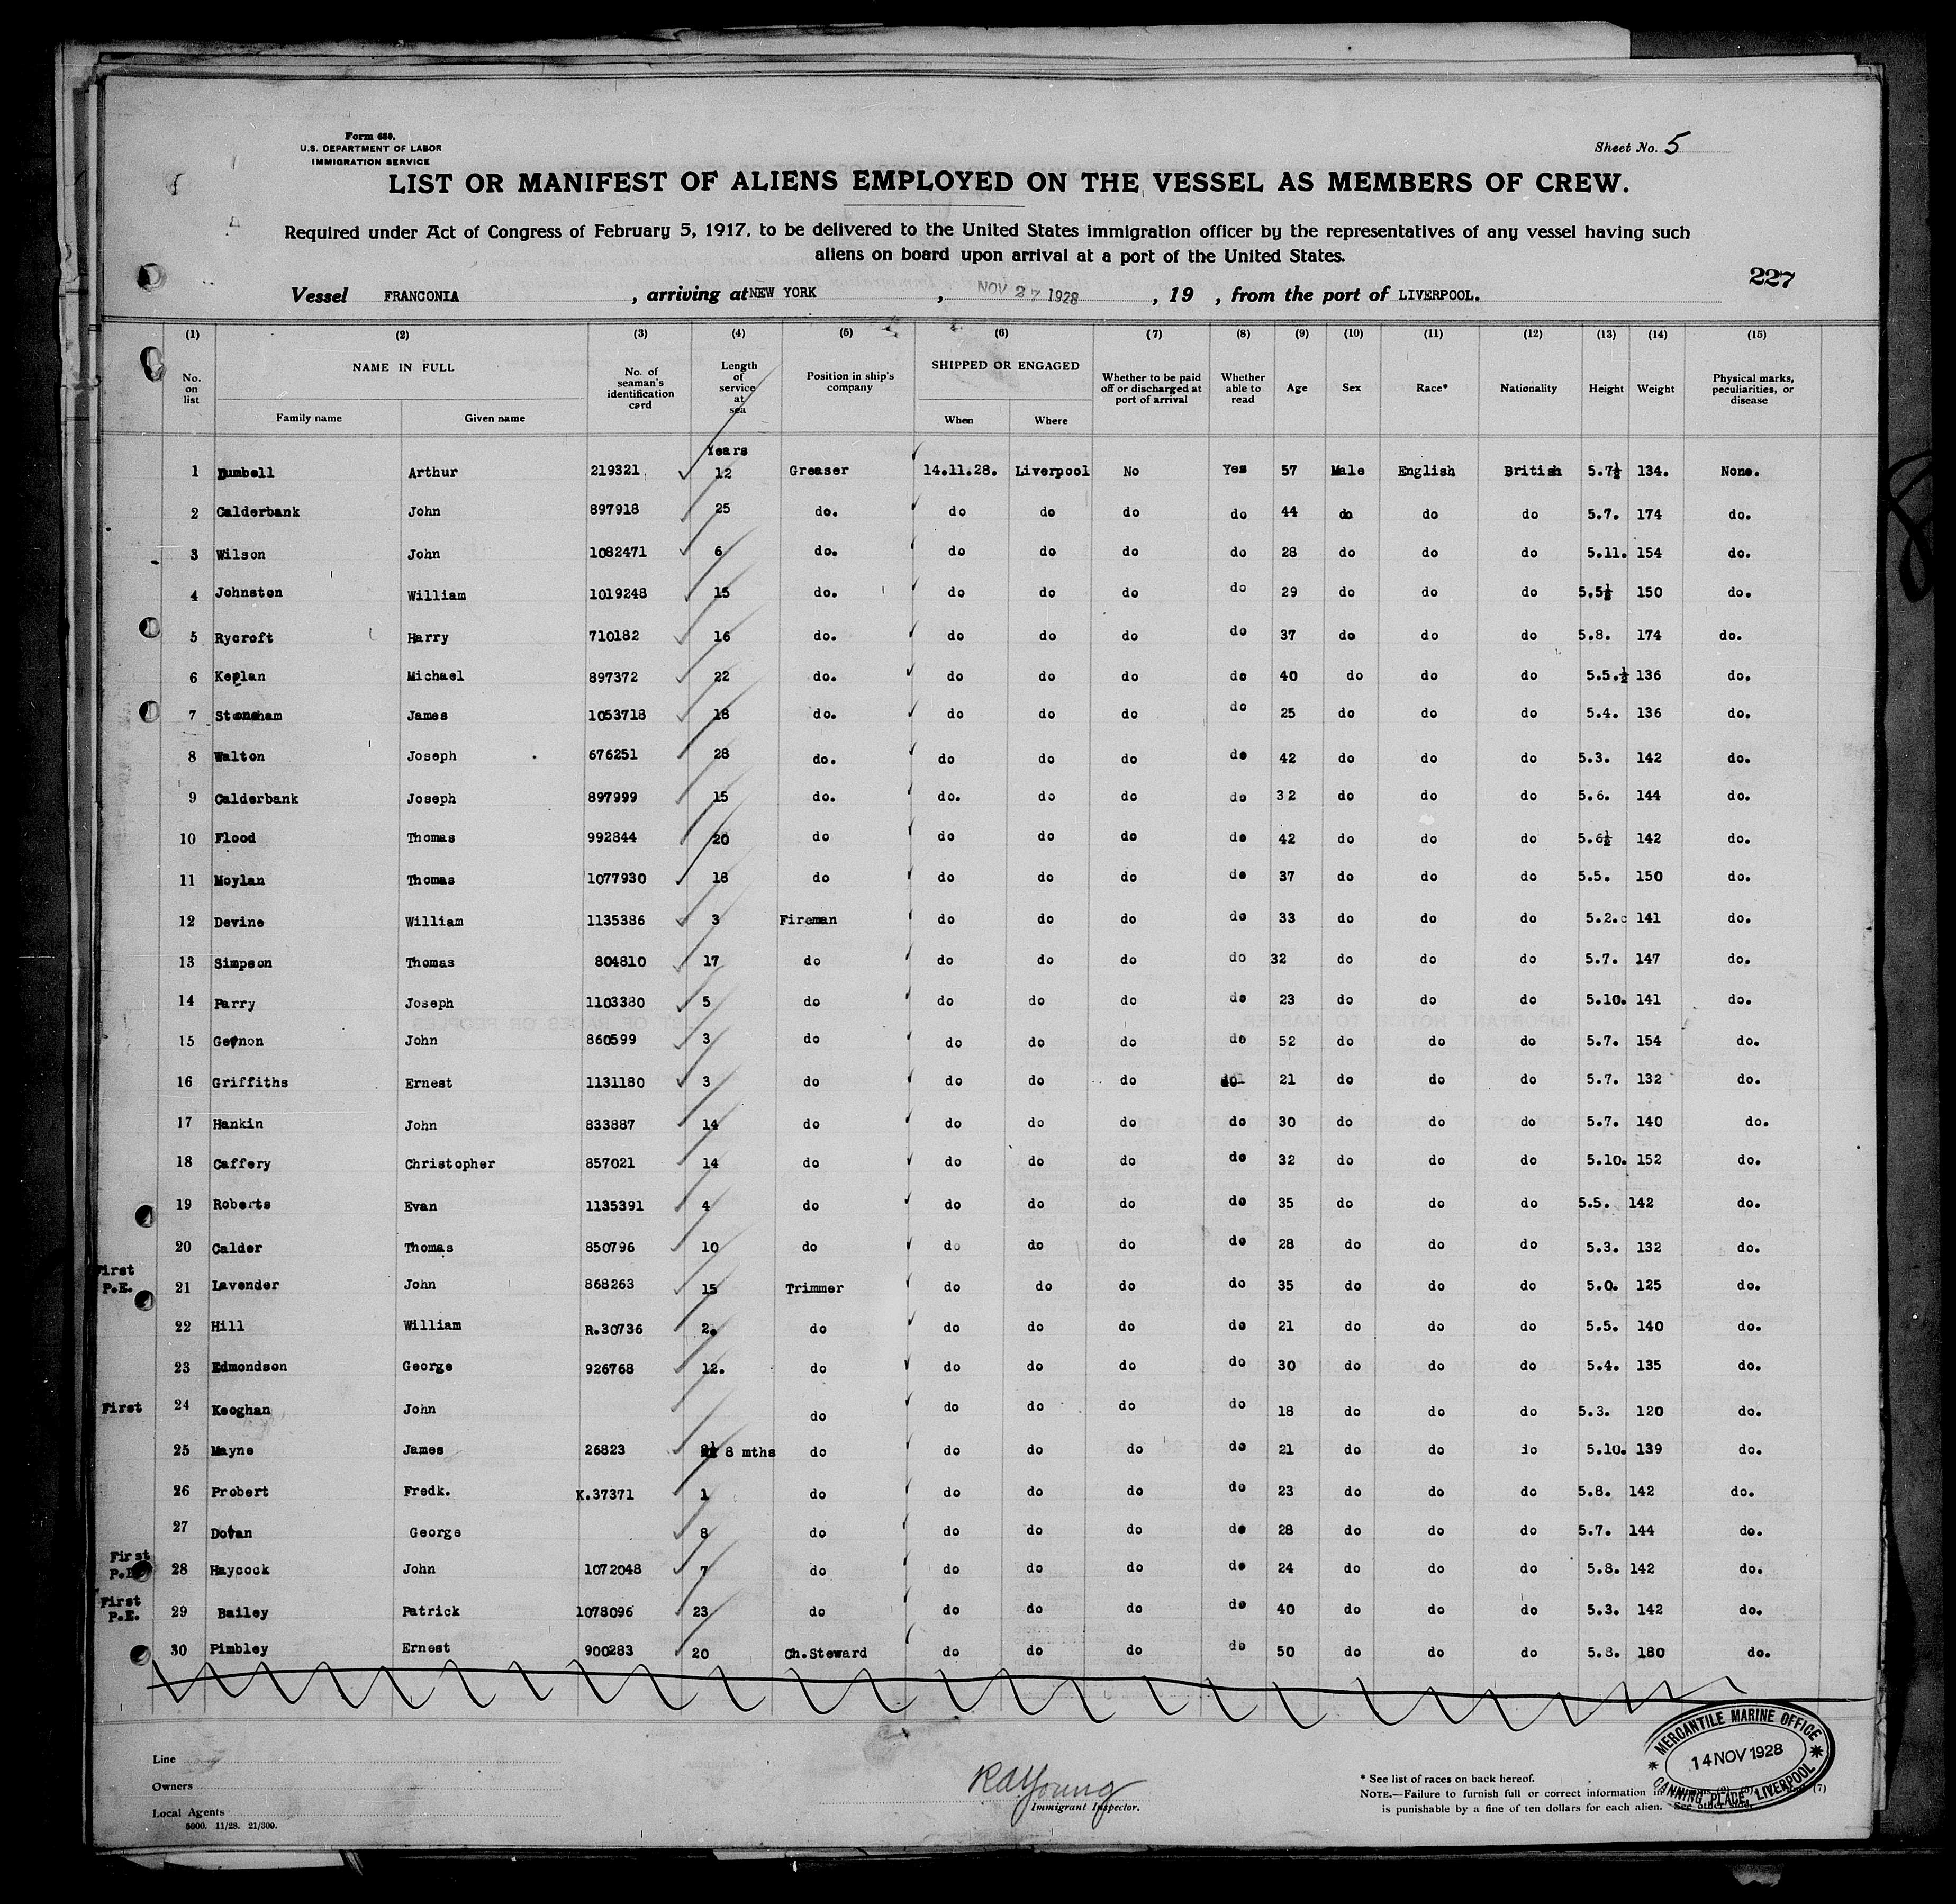 Form 680.
U.S. DEPARTMENT OF LABOR
IMMIGRATION SERVICE
Sheet No. 5
LIST OR MANIFEST OF ALIENS EMPLOYED ON THE VESSEL AS MEMBERS OF CREW.
Required under Act of Congress of February 5, 1917, to be delivered to the United States immigration officer by the representatives of any vessel having such
aliens on board upon arrival at a port of the United States.
227
Vessel FRANCONIA , arriving at NEW YORK , NOV 27 1928 , 19 , from the port of LIVERPOOL.
(1) (2) (3) (4) (5) (6) (7) (8) (9) (10) (11) (12) (13) (14) (15)
No. on list NAME IN FULL Family name Given name No. of seaman's identification card Length of service at sea Position in ship's company SHIPPED OR ENGAGED When Where Whether to be paid off or discharged at port of arrival Whether able to read Age Sex Race* Nationality Height Weight Physical marks, peculiarities, or disease
Years
1 Dumbell Arthur 219321 12 Greaser 14.11.28. Liverpool No Yes 57 Male English British 5.7½ 134. None.
2 Calderbank John 897918 25 do. do do do do 44 do do do 5.7. 174 do.
3 Wilson John 1082471 6 do. do do do do 28 do do do 5.11. 154 do.
4 Johnston William 1019248 15 do. do do do do 29 do do do 5.5½ 150 do.
5 Rycroft Harry 710182 16 do. do do do do 37 do do do 5.8. 174 do.
6 Keplan Michael 897372 22 do. do do do do 40 do do do 5.5.½ 136 do.
7 Stoneham James 1053718 18 do. do do do do 25 do do do 5.4. 136 do.
8 Walton Joseph 676251 28 do. do do do do 42 do do do 5.3. 142 do.
9 Calderbank Joseph 897999 15 do. do. do do do 32 do do do 5.6. 144 do.
10 Flood Thomas 992844 20 do do do do do 42 do do do 5.6½ 142 do.
11 Moylan Thomas 1077930 18 do do do do do 37 do do do 5.5. 150 do.
12 Devine William 1135386 3 Fireman do do do do 33 do do do 5.2. 141 do.
13 Simpson Thomas 804810 17 do do do do do 32 do do do 5.7. 147 do.
14 Parry Joseph 1103380 5 do do do do do 23 do do do 5.10. 141 do.
15 John 860599 3 do do do do do 52 do do do 5.7. 154 do.
16 Griffiths Ernest 1131180 3 do do do do do 21 do do do 5.7. 132 do.
17 Hankin John 833887 14 do do do do do 30 do do do 5.7. 140 do.
18 Caffery Christopher 857021 14 do do do do do 32 do do do 5.10. 152 do.
19 Roberts Evan 1135391 4 do do do do do 35 do do do 5.5. 142 do.
20 Calder Thomas 850796 10 do do do do do 28 do do do 5.3. 132 do.
First P.E. 21 Lavender John 868263 15 Trimmer do do do do 35 do do do 5.0. 125 do.
22 Hill William R.30736 2. do do do do do 21 do do do 5.5. 140 do.
23 Edmondson George 926768 12. do do do do do 30 do do do 5.4. 135 do.
First 24 Keoghan John do do do do do 18 do do do 5.3. 120 do.
25 Mayne James 26823 8 mths do do do do do 21 do do do 5.10. 139 do.
26 Probert Fredk. K.37371 1 do do do do do 23 do do do 5.8. 142 do.
27 George 8 do do do do do 28 do do do 5.7. 144 do.
First P.E. 28 Haycock John 1072048 7 do do do do do 24 do do do 5.8. 142 do.
First P.E. 29 Bailey Patrick 1078096 23 do do do do do 40 do do do 5.3. 142 do.
30 Pimbley Ernest 900283 20 Ch.Steward do do do do 50 do do do 5.8. 180 do.
MERCANTILE MARINE OFFICE
14 NOV 1928
CANNING PLACE, LIVERPOOL
Line
Owners
Local Agents
5000. 11/28. 21/309.
R A Young
Immigrant Inspector.
* See list of races on back hereof.
NOTE.—Failure to furnish full or correct information in (7)
is punishable by a fine of ten dollars for each alien. See other side.